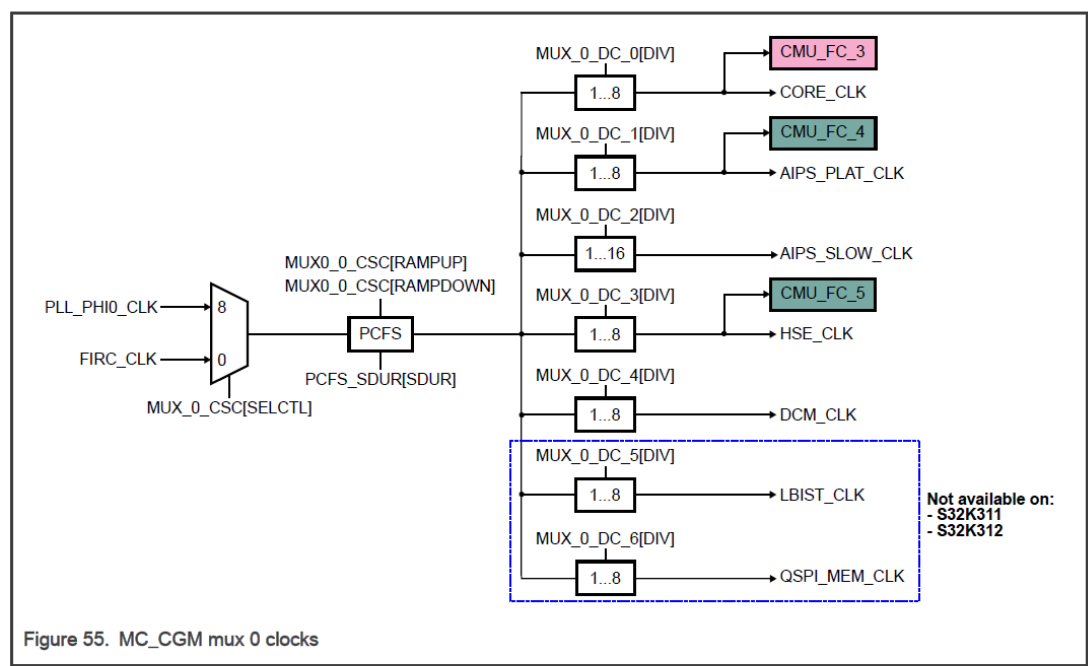 MUX_0_DC_0[DIV]
1...8
CMU_FC_3
CORE_CLK
MUX_0_DC_1[DIV]
1...8
CMU_FC_4
AIPS_PLAT_CLK
MUX_0_DC_2[DIV]
1...16
AIPS_SLOW_CLK
MUX0_0_CSC[RAMPUP]
MUX0_0_CSC[RAMPDOWN]
PLL_PHI0_CLK
8
FIRC_CLK
0
MUX_0_CSC[SELCTL]
PCFS
PCFS_SDUR[SDUR]
MUX_0_DC_3[DIV]
1...8
CMU_FC_5
HSE_CLK
MUX_0_DC_4[DIV]
1...8
DCM_CLK
MUX_0_DC_5[DIV]
1...8
LBIST_CLK
MUX_0_DC_6[DIV]
1...8
QSPI_MEM_CLK
Not available on:
- S32K311
- S32K312
Figure 55. MC_CGM mux 0 clocks